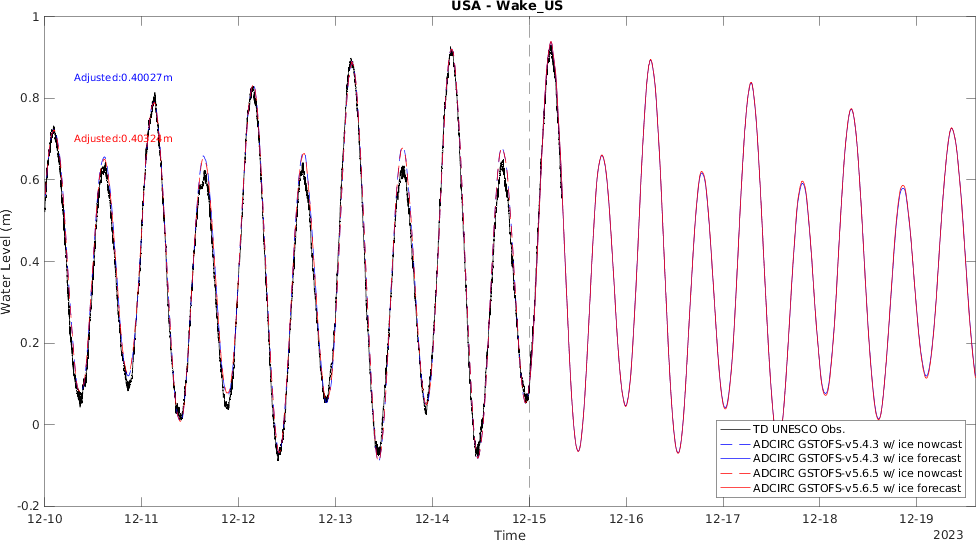 USA - Wake_US
1
0.8
0.6
0.4
0.2
0
-0.2
Water Level (m)
Adjusted:0.40027m
Adjusted:0.40324m
TD UNESCO Obs.
ADCIRC GSTOFS-v5.4.3 w/ ice nowcast
ADCIRC GSTOFS-v5.4.3 w/ ice forecast
ADCIRC GSTOFS-v5.6.5 w/ ice nowcast
ADCIRC GSTOFS-v5.6.5 w/ ice forecast
12-10 12-11 12-12 12-13 12-14 12-15 12-16 12-17 12-18 12-19
Time
2023